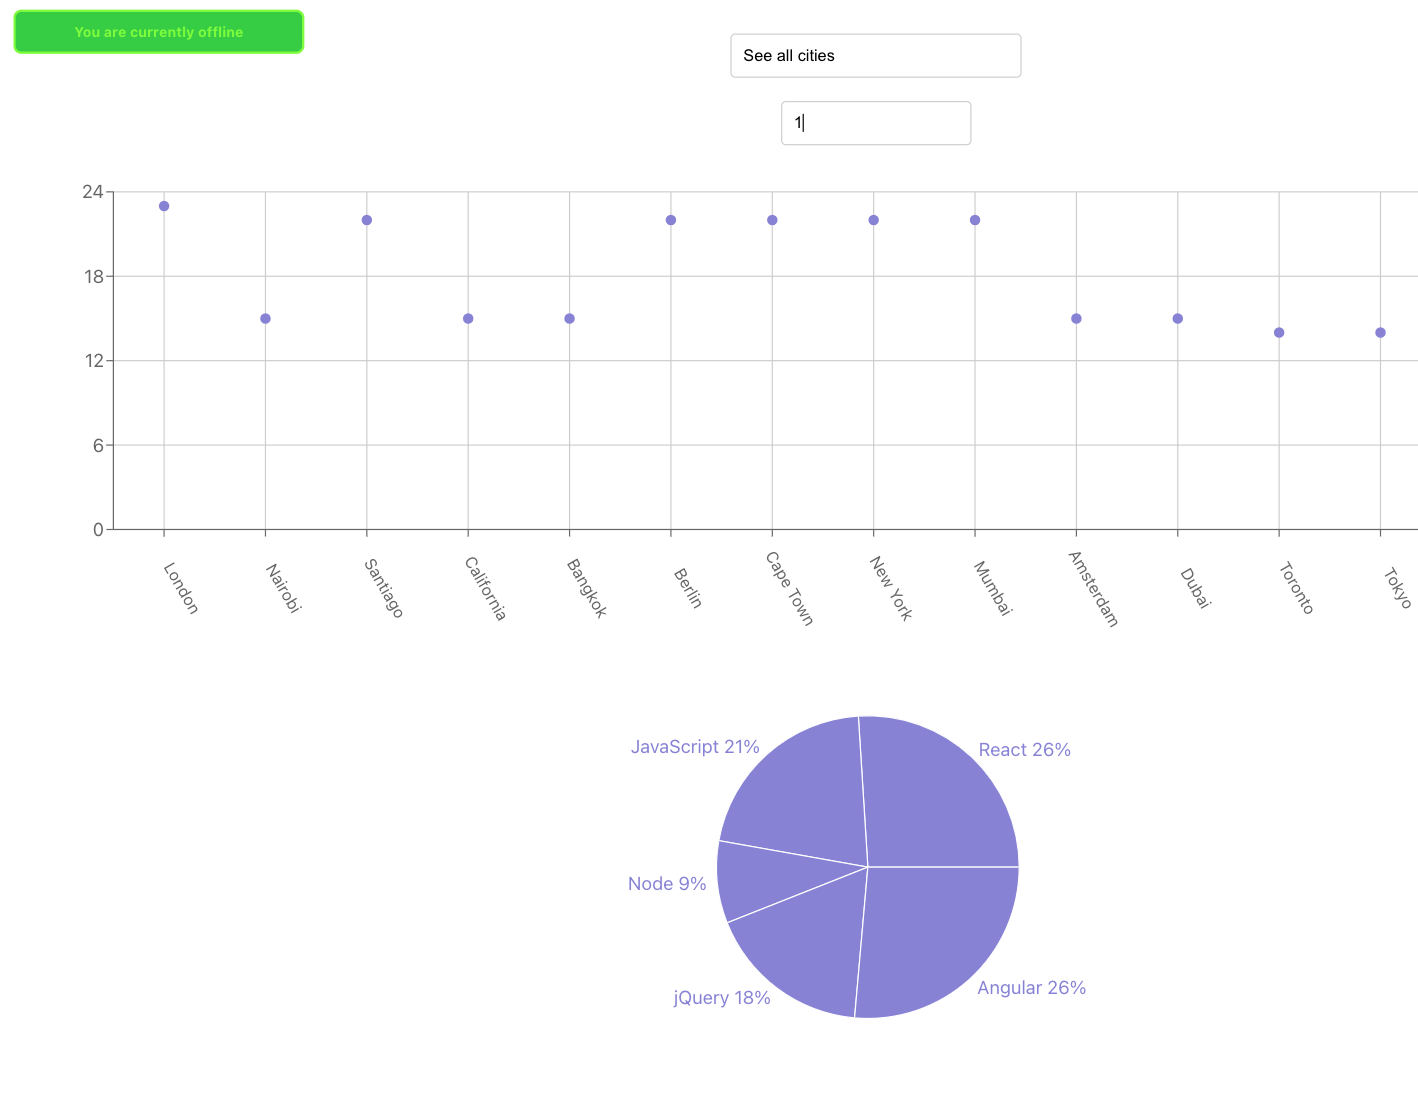 You are currently offline
See all cities
1
24
18
12
6
0
London
Nairobi
Santiago
California
Bangkok
Berlin
Cape Town
New York
Mumbai
Amsterdam
Dubai
Toronto
Tokyo
JavaScript 21%
React 26%
Node 9%
jQuery 18%
Angular 26%